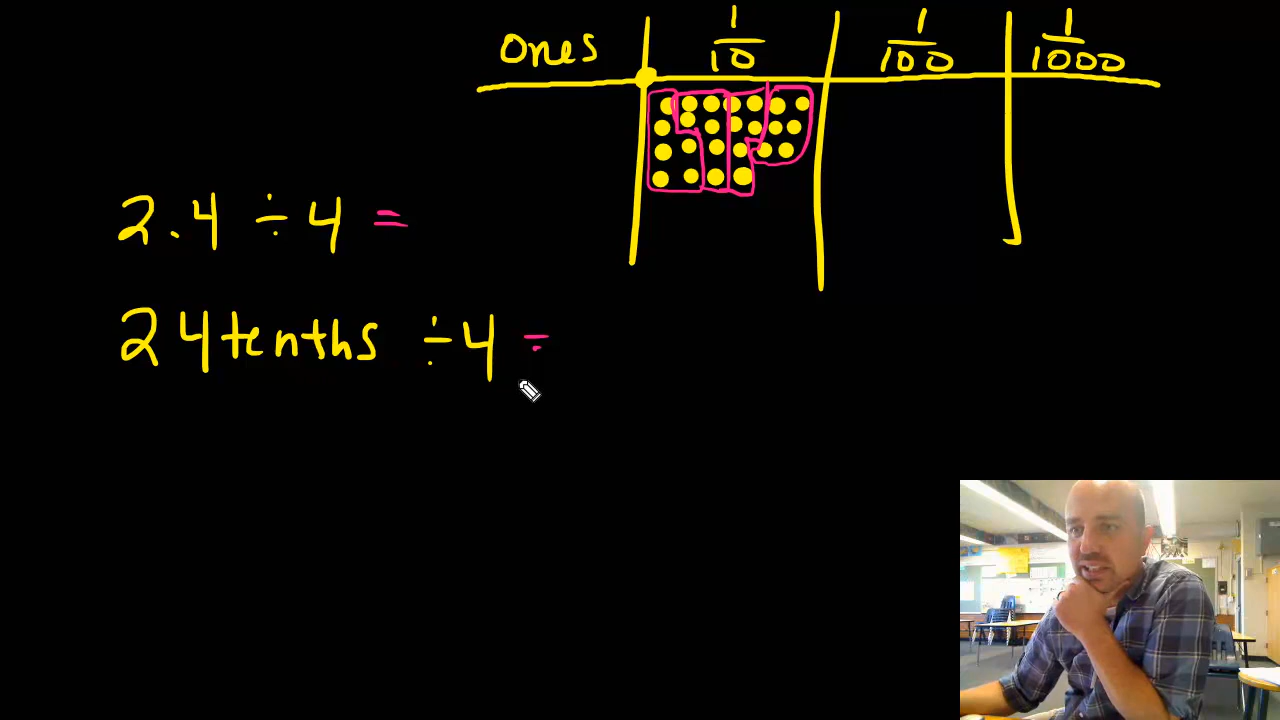 Ones 1/10 1/100 1/1000
2.4 ÷ 4 =
24 tenths ÷ 4 =